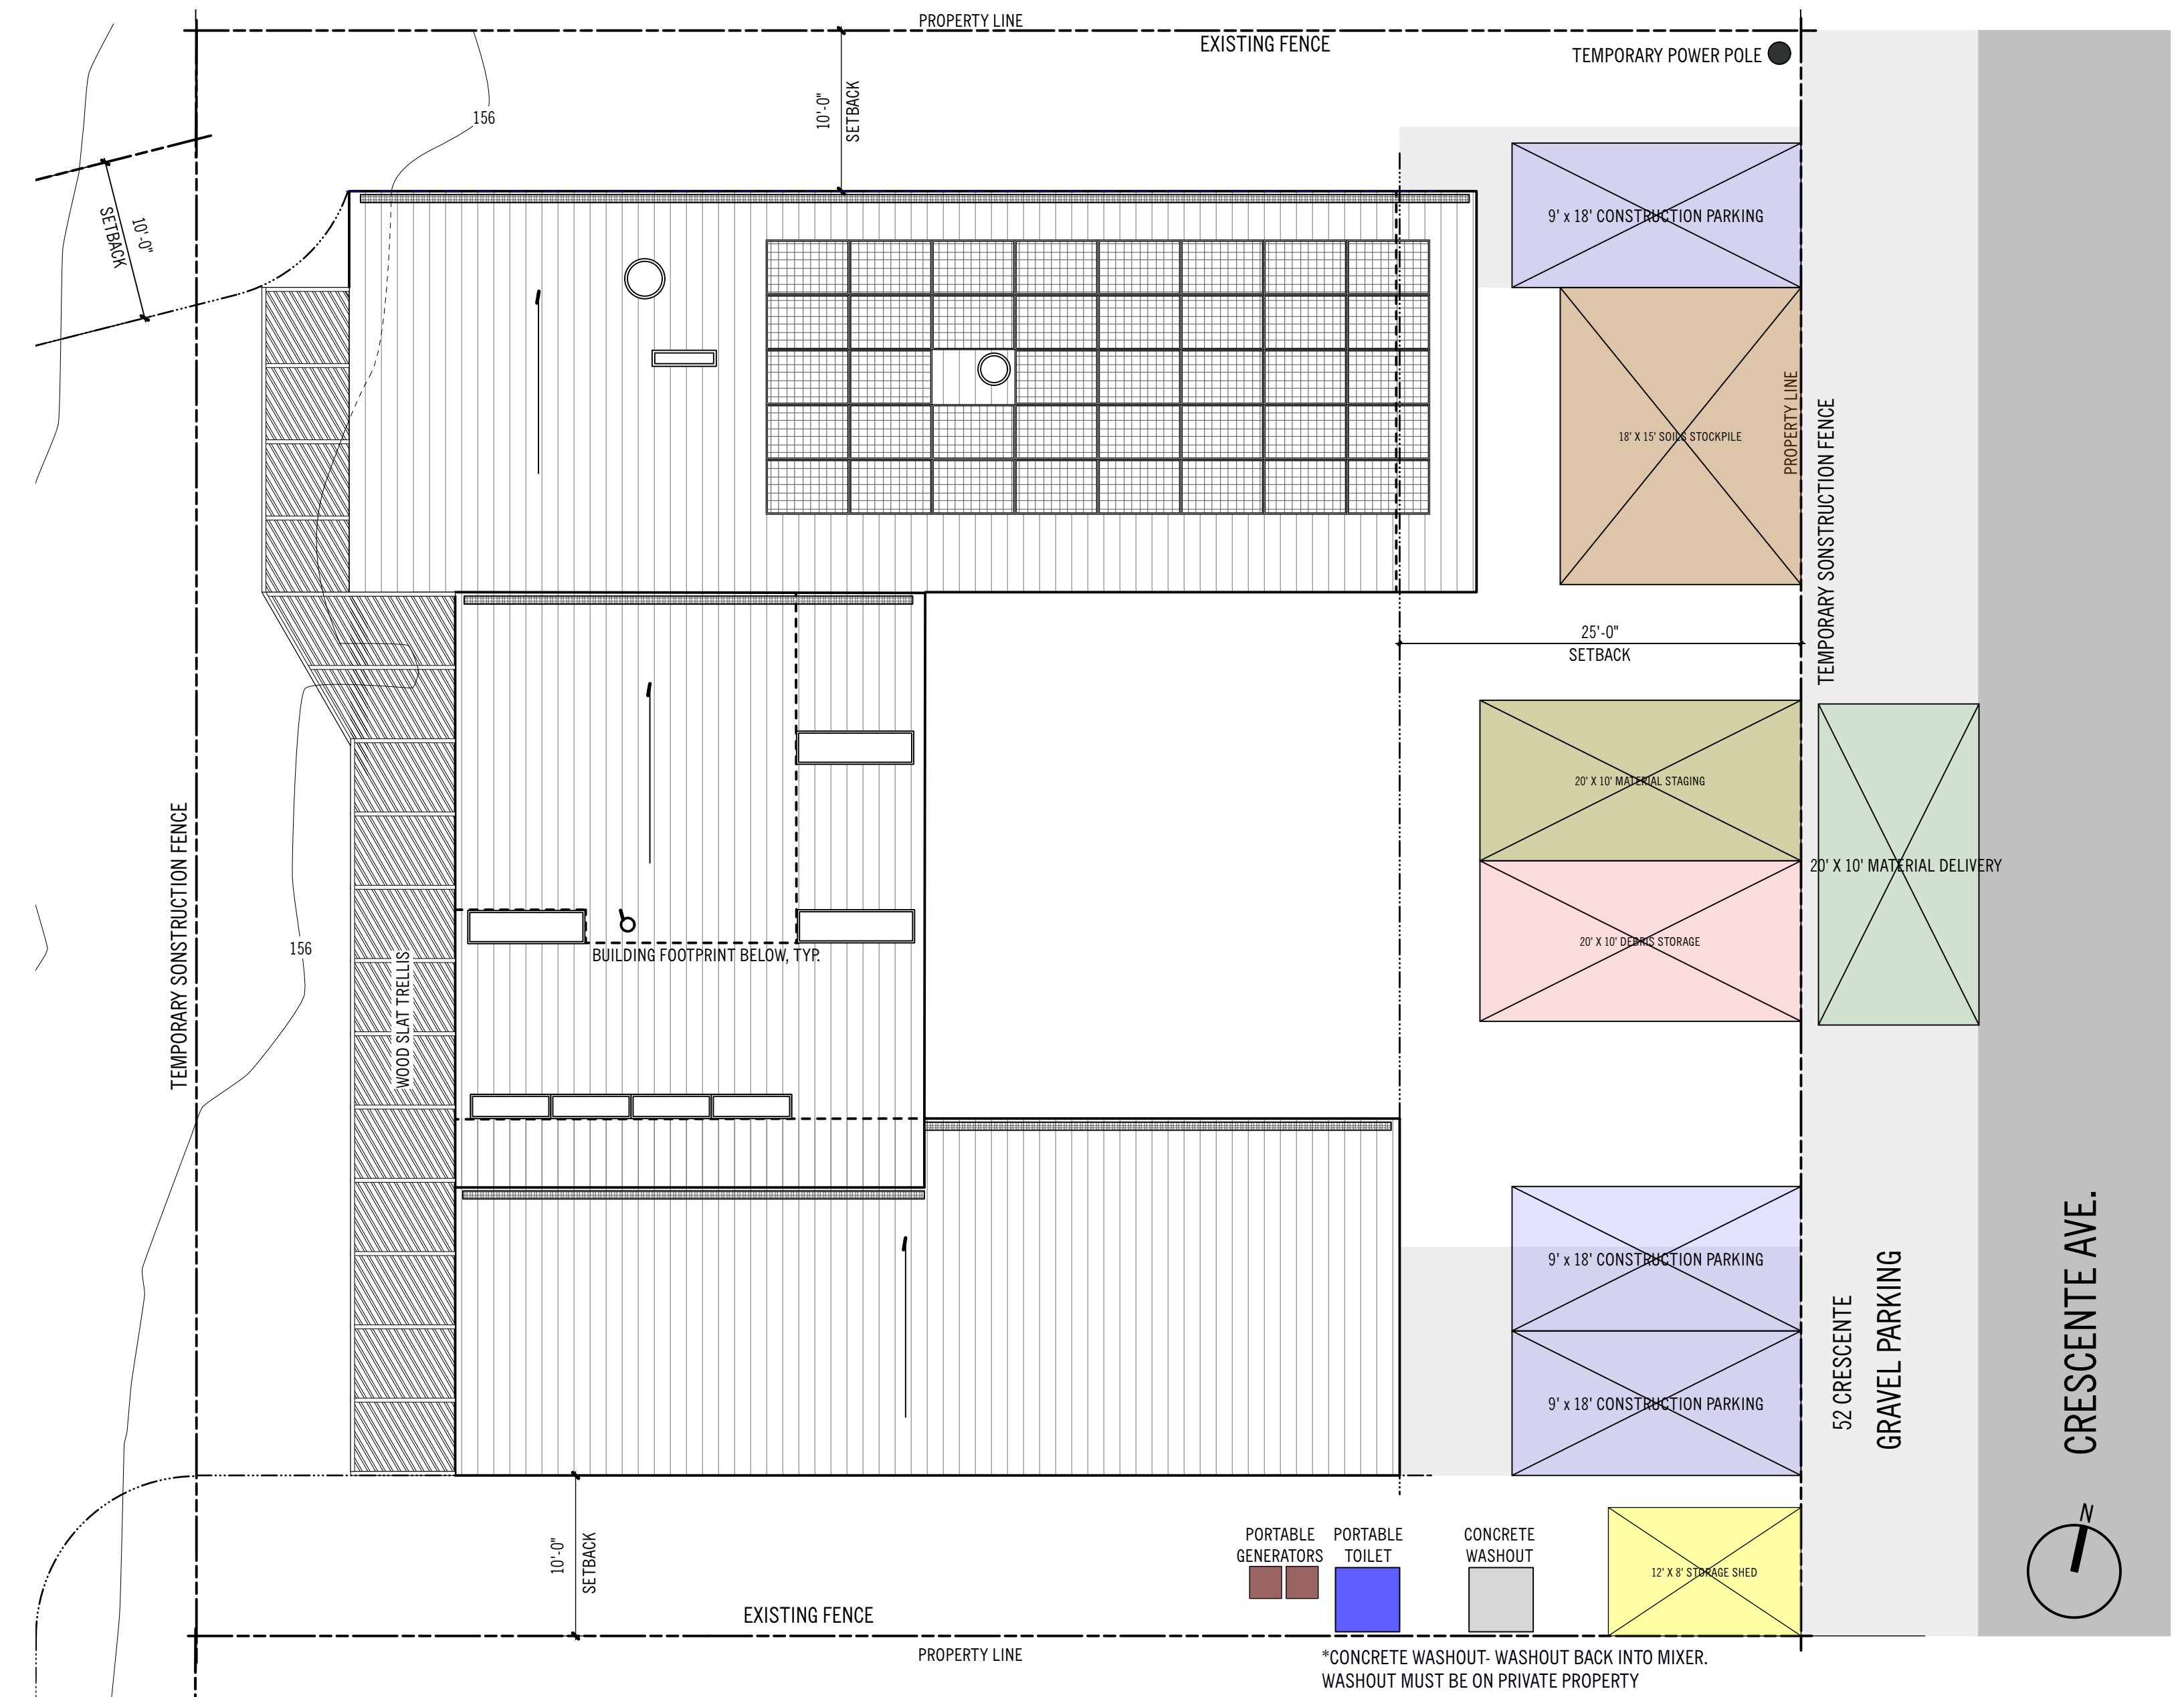 PROPERTY LINE
EXISTING FENCE
TEMPORARY POWER POLE
156
10'-0"
SETBACK
10'-0"
SETBACK
9' x 18' CONSTRUCTION PARKING
18' X 15' SOILS STOCKPILE
PROPERTY LINE
TEMPORARY SONSTRUCTION FENCE
25'-0"
SETBACK
20' X 10' MATERIAL STAGING
20' X 10' MATERIAL DELIVERY
20' X 10' DEBRIS STORAGE
TEMPORARY SONSTRUCTION FENCE
156
WOOD SLAT TRELLIS
BUILDING FOOTPRINT BELOW, TYP.
9' x 18' CONSTRUCTION PARKING
9' x 18' CONSTRUCTION PARKING
52 CRESCENTE
GRAVEL PARKING
CRESCENTE AVE.
N
10'-0"
SETBACK
PORTABLE
GENERATORS
PORTABLE
TOILET
CONCRETE
WASHOUT
12' X 8' STORAGE SHED
EXISTING FENCE
PROPERTY LINE
*CONCRETE WASHOUT- WASHOUT BACK INTO MIXER.
WASHOUT MUST BE ON PRIVATE PROPERTY